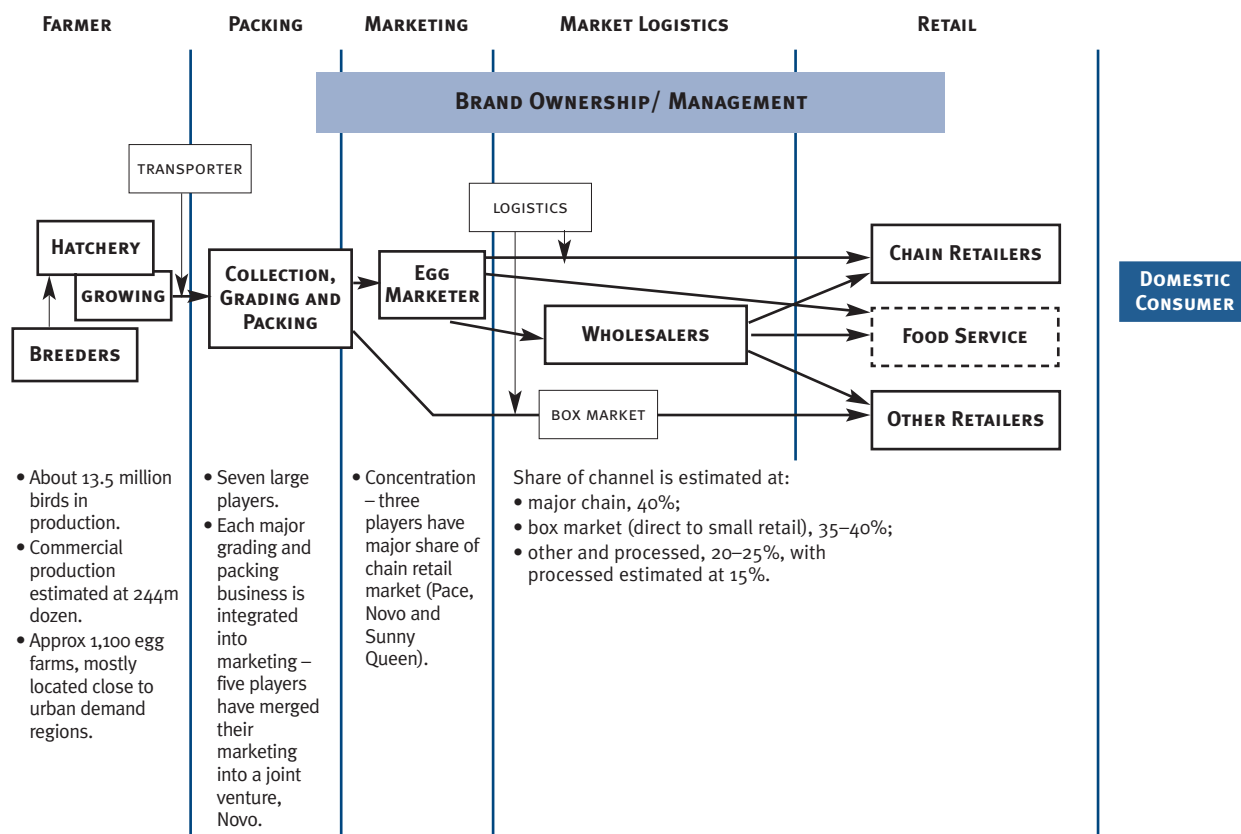 FARMER
PACKING
MARKETING
MARKET LOGISTICS
RETAIL
BRAND OWNERSHIP/ MANAGEMENT
TRANSPORTER
LOGISTICS
HATCHERY
GROWING
BREEDERS
COLLECTION,
GRADING AND
PACKING
EGG
MARKETER
WHOLESALERS
BOX MARKET
CHAIN RETAILERS
FOOD SERVICE
OTHER RETAILERS
DOMESTIC
CONSUMER
• About 13.5 million
birds in
production.
• Commercial
production
estimated at 244m
dozen.
• Approx 1,100 egg
farms, mostly
located close to
urban demand
regions.
• Seven large
players.
• Each major
grading and
packing
business is
integrated
into
marketing –
five players
have merged
their
marketing
into a joint
venture,
Novo.
• Concentration
– three
players have
major share of
chain retail
market (Pace,
Novo and
Sunny
Queen).
Share of channel is estimated at:
• major chain, 40%;
• box market (direct to small retail), 35–40%;
• other and processed, 20–25%, with
processed estimated at 15%.